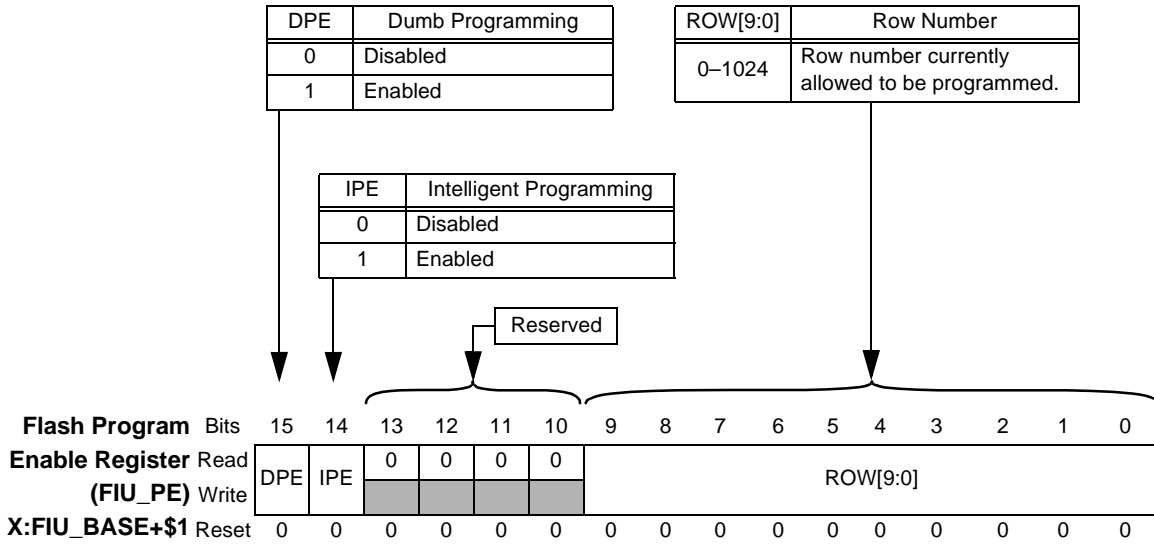 DPE Dumb Programming
0 Disabled
1 Enabled
ROW[9:0] Row Number
0–1024 Row number currently
allowed to be programmed.
IPE Intelligent Programming
0 Disabled
1 Enabled
Reserved
Flash Program Bits 15 14 13 12 11 10 9 8 7 6 5 4 3 2 1 0
Enable Register Read DPE IPE 0 0 0 0 ROW[9:0]
(FIU_PE) Write
X:FIU_BASE+$1 Reset 0 0 0 0 0 0 0 0 0 0 0 0 0 0 0 0